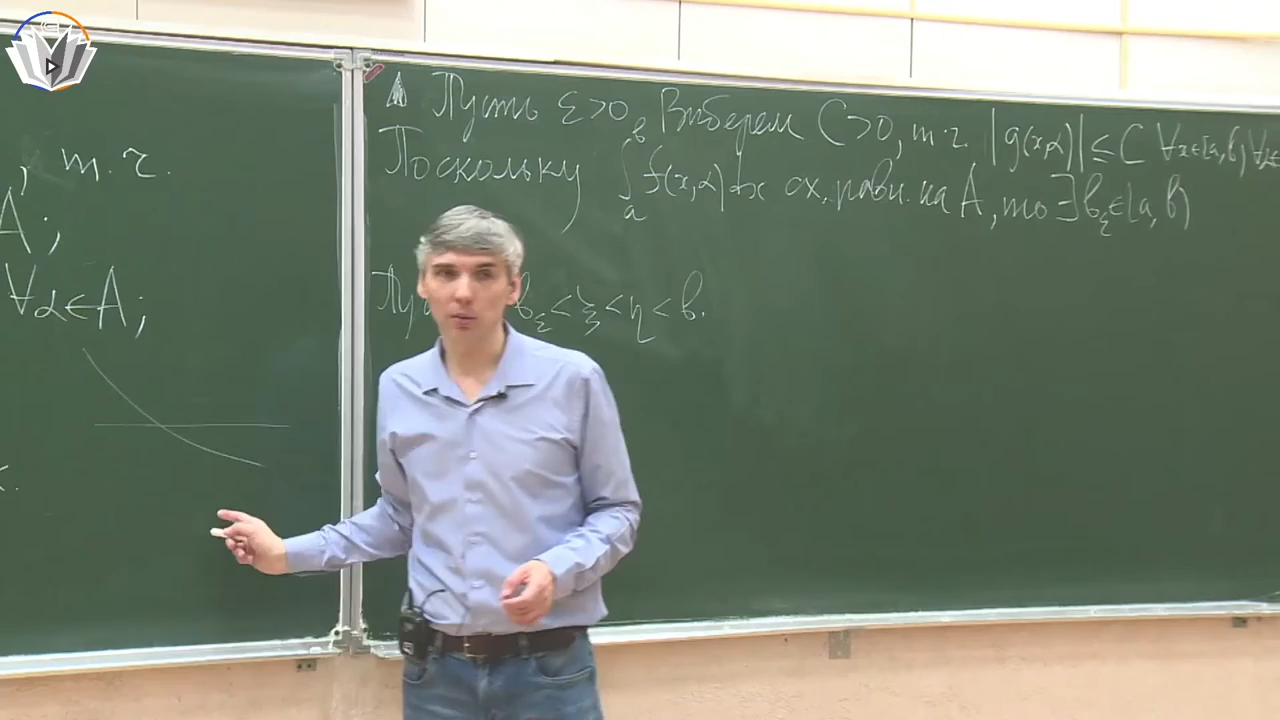 , т.ч.
A;
∀α∈A;
▲ Пусть ε>0. Выберем C>0, т.ч. |g(x,α)| ≤ C ∀x∈[a,b) ∀α∈
Поскольку ∫_a^b f(x,α)dx сх. равн. на A, то ∃ b_ε∈[a,b)
b_ε < ξ < η < b.